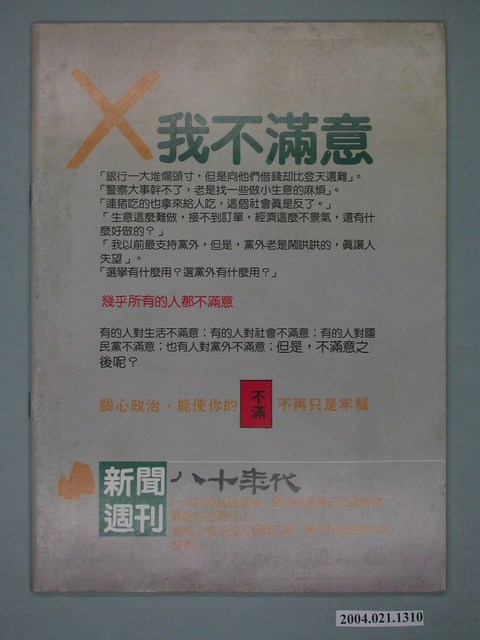 我不滿意
「銀行一大堆爛頭寸，但是向他們借錢却比登天還難」。
「警察大事幹不了，老是找一些做小生意的麻煩」。
「連豬吃的也拿來給人吃，這個社會眞是反了。」
「生意這麼難做，接不到訂單，經濟這麼不景氣，還有什
麼好做的？」
「我以前最支持黨外，但是，黨外老是鬧哄哄的，眞讓人
失望」。
「選舉有什麼用？選黨外有什麼用？」
幾乎所有的人都不滿意
有的人對生活不滿意；有的人對社會不滿意；有的人對國
民黨不滿意；也有人對黨外不滿意；但是，不滿意之
後呢？
關心政治，能使你的 不滿 不再只是牢騷
新聞週刊 八十年代
2004.021.1310